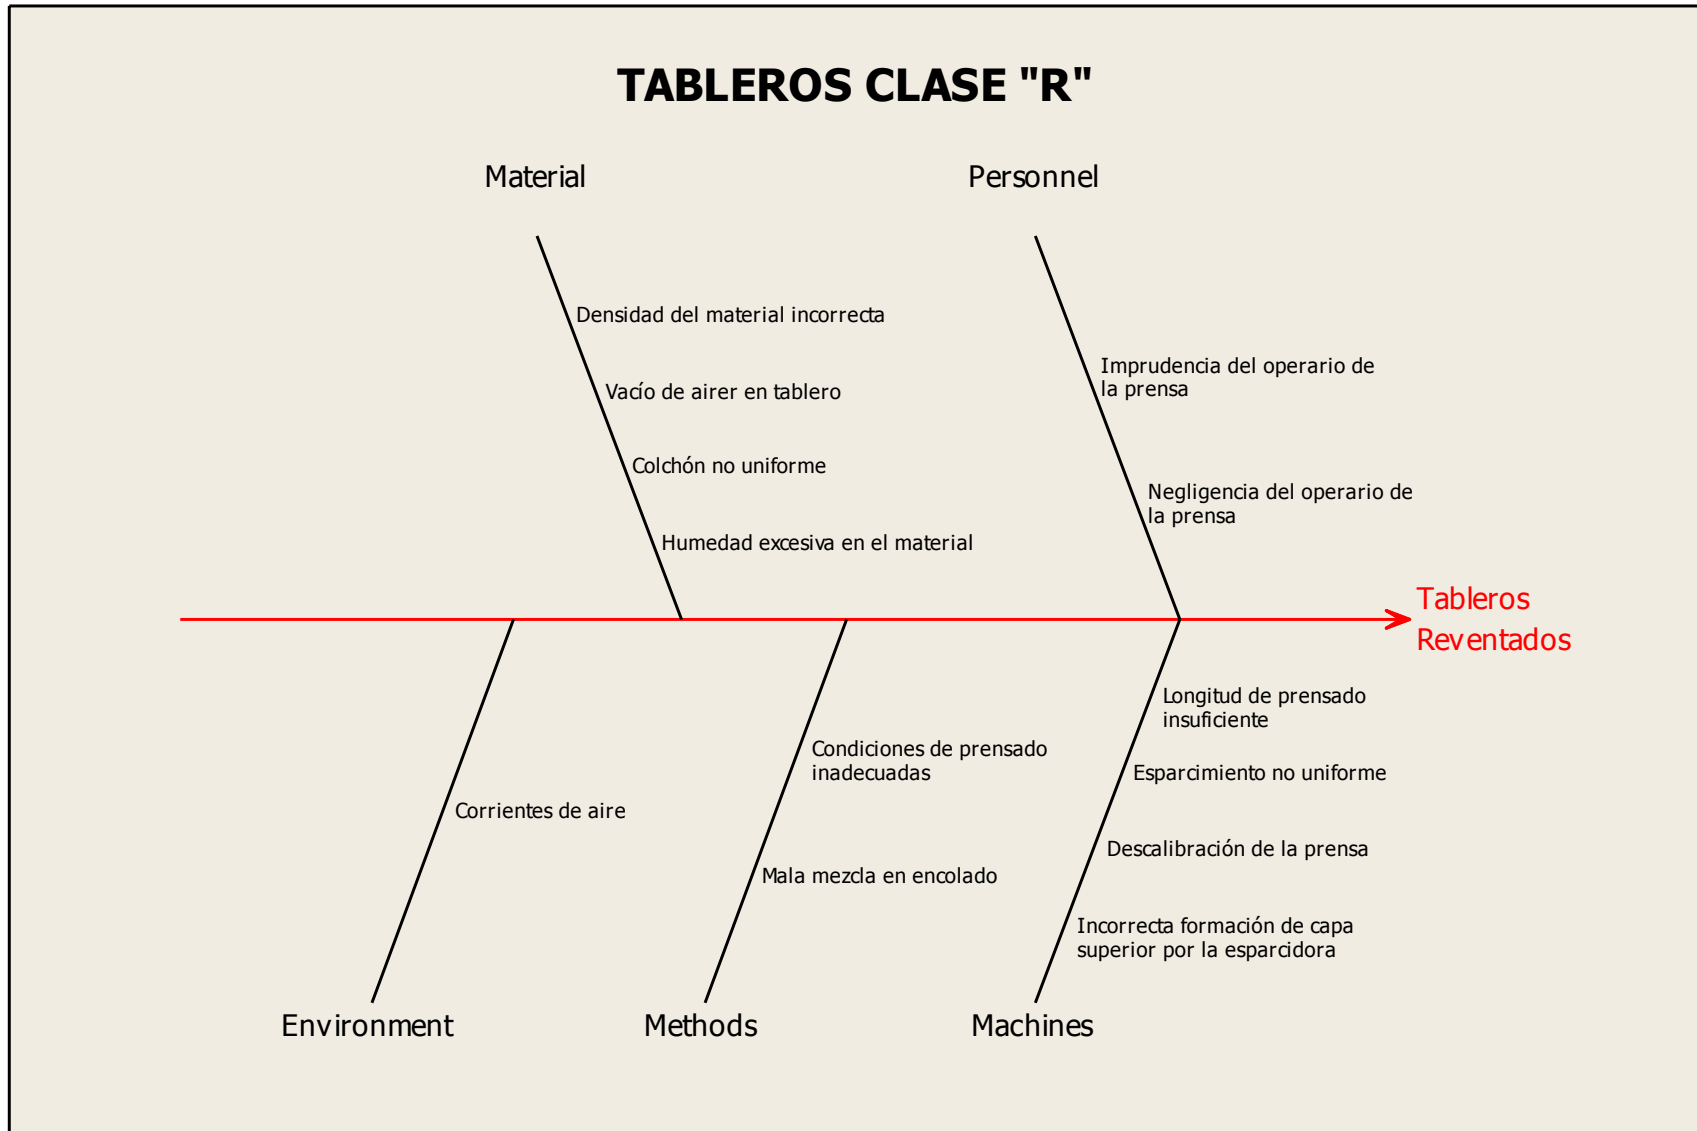 TABLEROS CLASE "R"
Material
Personnel
Densidad del material incorrecta
Imprudencia del operario de
la prensa
Vacío de airer en tablero
Colchón no uniforme
Negligencia del operario de
la prensa
Humedad excesiva en el material
Tableros
Reventados
Longitud de prensado
insuficiente
Condiciones de prensado
inadecuadas
Esparcimiento no uniforme
Corrientes de aire
Descalibración de la prensa
Mala mezcla en encolado
Incorrecta formación de capa
superior por la esparcidora
Environment
Methods
Machines